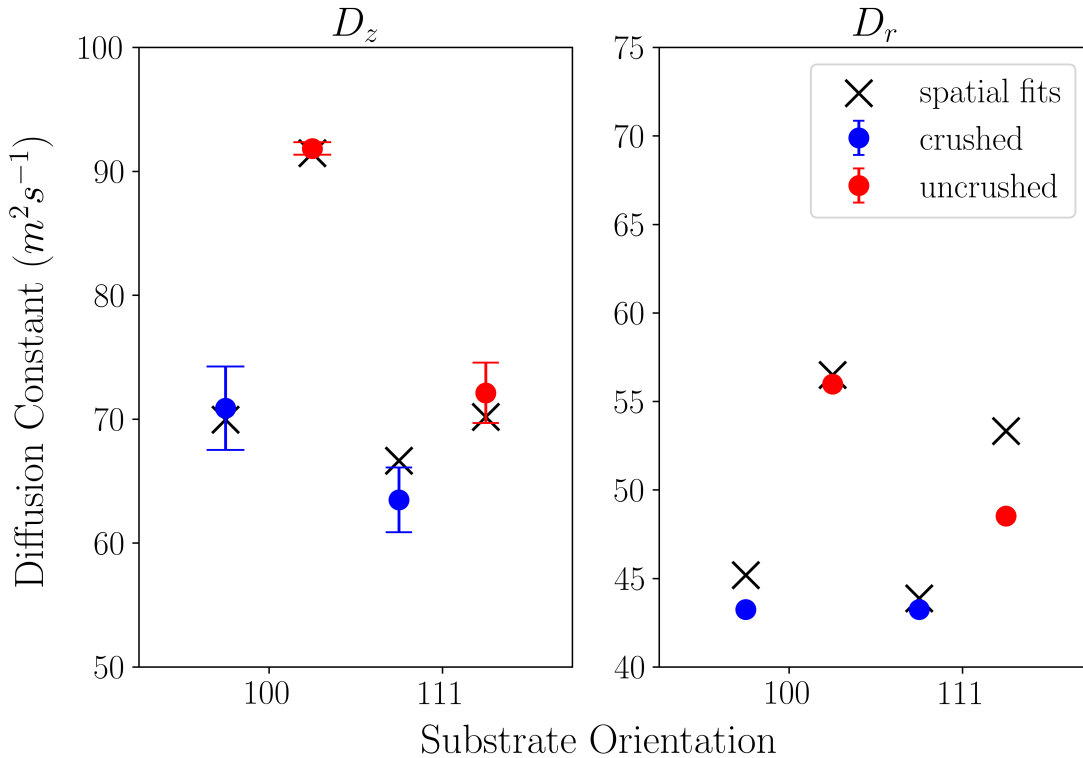 D_z
D_r
Diffusion Constant (m²s⁻¹)
100
90
80
70
60
50
100
111
75
70
65
60
55
50
45
40
100
111
spatial fits
crushed
uncrushed
Substrate Orientation